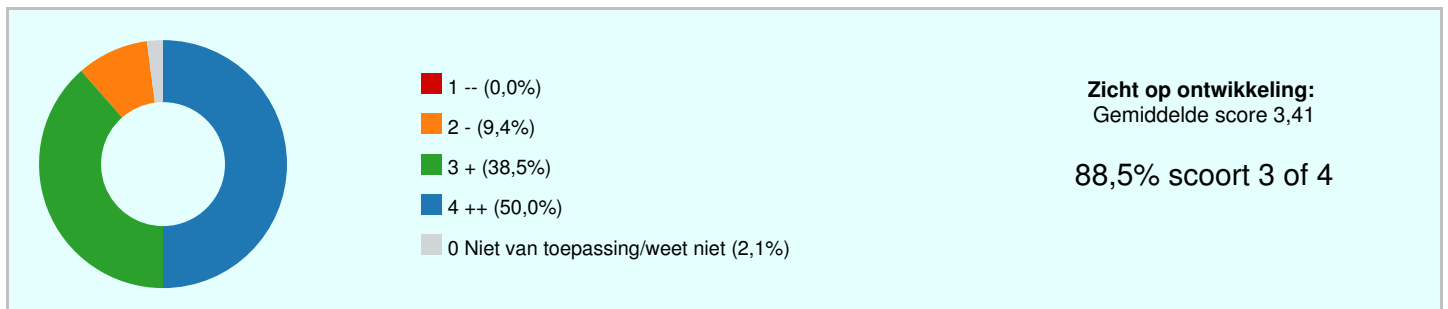 1 -- (0,0%)
2 - (9,4%)
3 + (38,5%)
4 ++ (50,0%)
0 Niet van toepassing/weet niet (2,1%)
Zicht op ontwikkeling:
Gemiddelde score 3,41
88,5% scoort 3 of 4